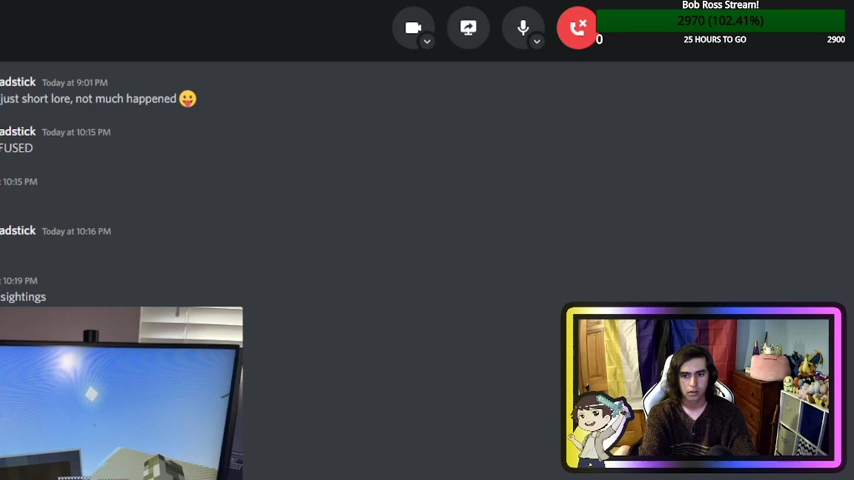 Bob Ross Stream!
2970 (102.41%)
0 25 HOURS TO GO 2900
adstick Today at 9:01 PM
just short lore, not much happened
adstick Today at 10:15 PM
FUSED
10:15 PM
adstick Today at 10:16 PM
10:19 PM
sightings